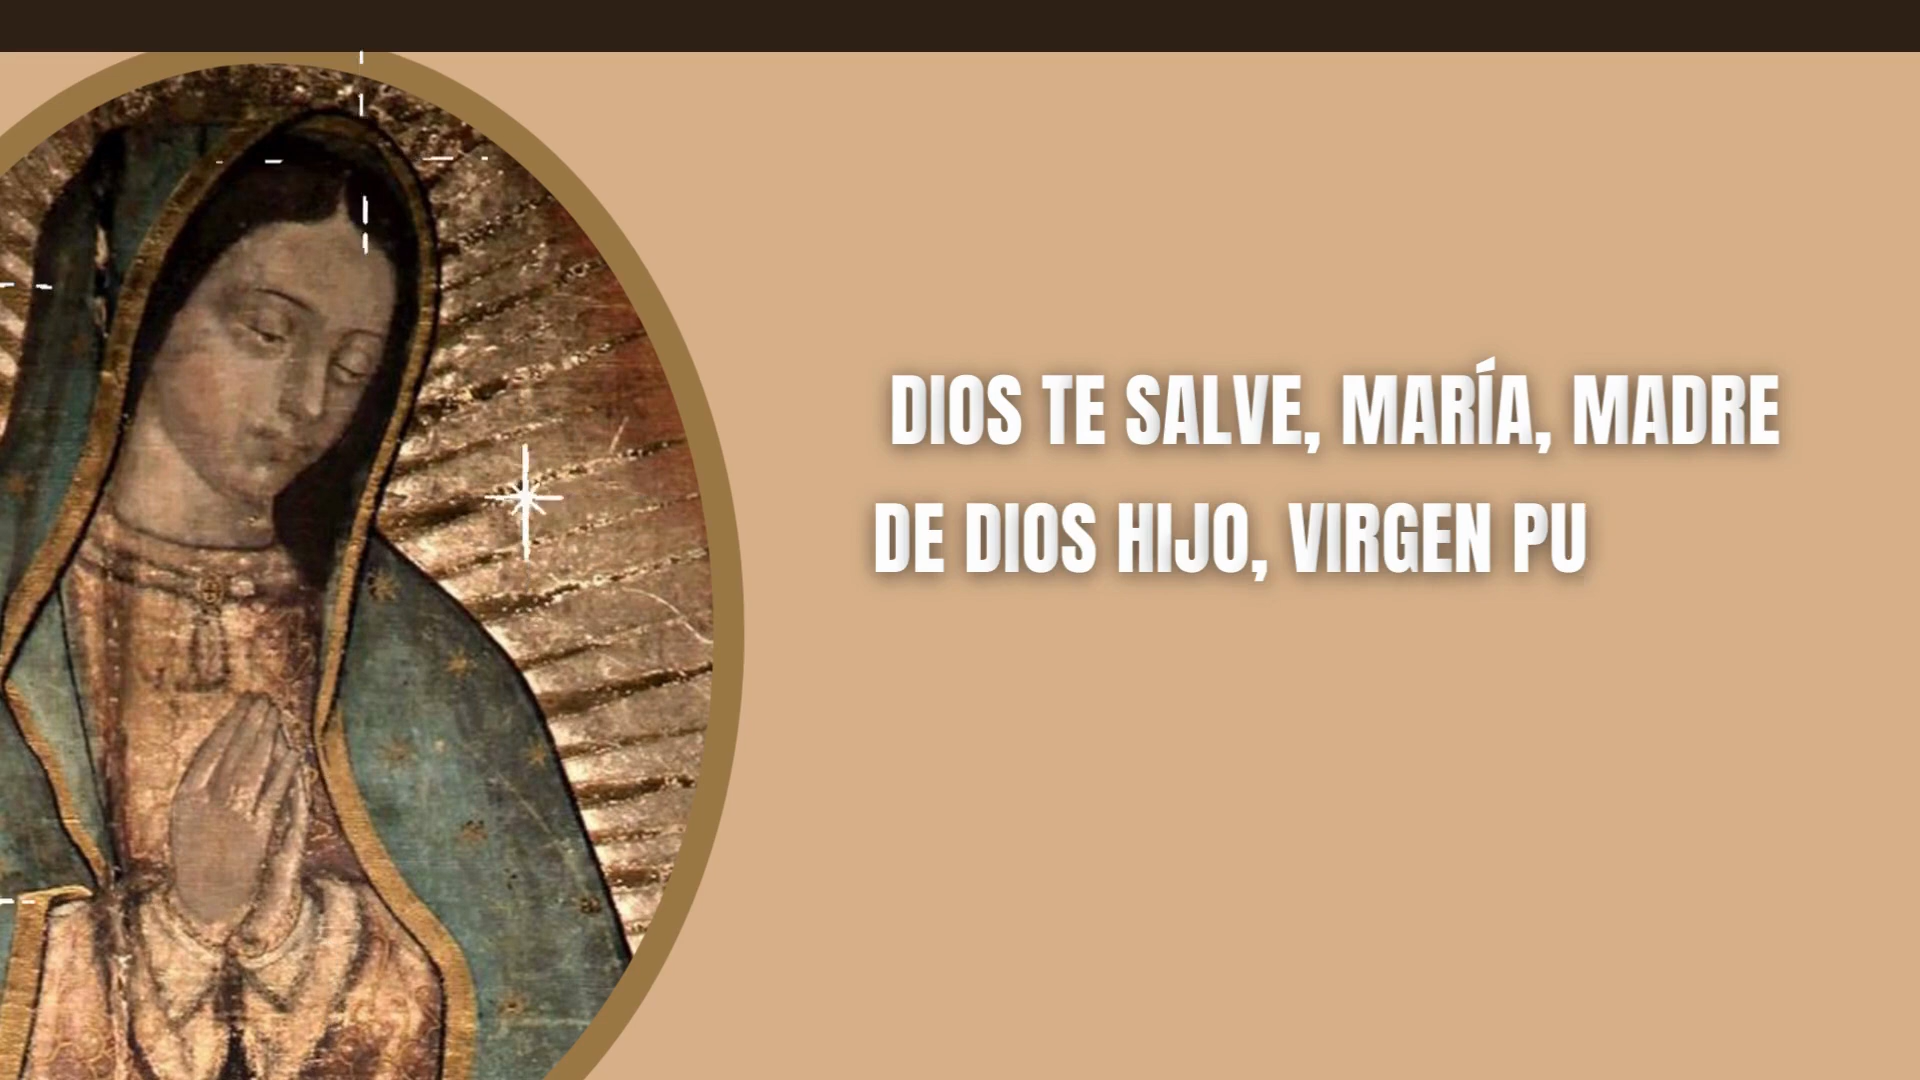 DIOS TE SALVE, MARÍA, MADRE
DE DIOS HIJO, VIRGEN PU